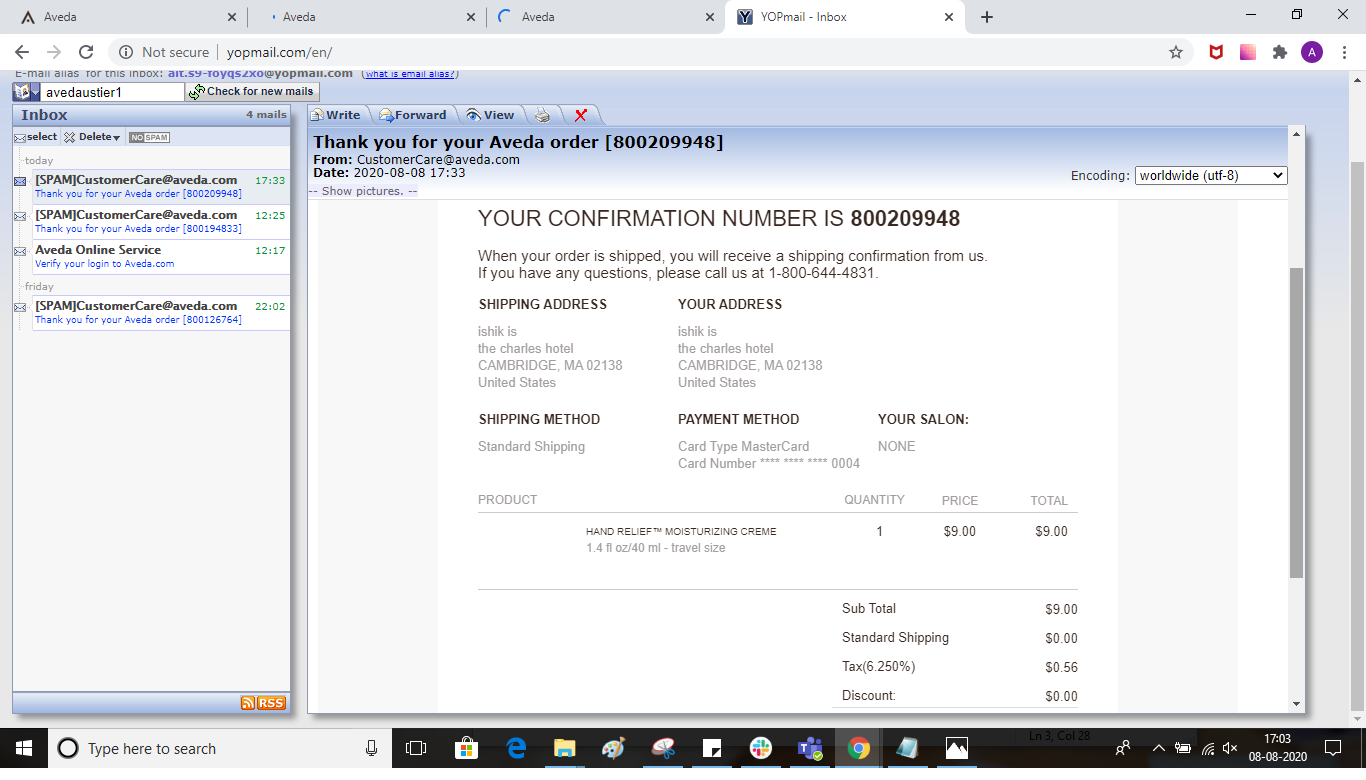 Aveda
Aveda
Aveda
YOPmail - Inbox
Not secure
yopmail.com/en/
A
E-mail alias for this inbox: alt.s9-foyqs2xo@yopmail.com (what is email alias?)
avedaustier1
Check for new mails
Inbox
4 mails
select
Delete
NO SPAM
today
[SPAM]CustomerCare@aveda.com 17:33
Thank you for your Aveda order [800209948]
[SPAM]CustomerCare@aveda.com 12:25
Thank you for your Aveda order [800194833]
Aveda Online Service 12:17
Verify your login to Aveda.com
friday
[SPAM]CustomerCare@aveda.com 22:02
Thank you for your Aveda order [800126764]
RSS
Write
Forward
View
Thank you for your Aveda order [800209948]
From: CustomerCare@aveda.com
Date: 2020-08-08 17:33
Encoding: worldwide (utf-8)
-- Show pictures. --
YOUR CONFIRMATION NUMBER IS 800209948
When your order is shipped, you will receive a shipping confirmation from us.
If you have any questions, please call us at 1-800-644-4831.
SHIPPING ADDRESS
ishik is
the charles hotel
CAMBRIDGE, MA 02138
United States
YOUR ADDRESS
ishik is
the charles hotel
CAMBRIDGE, MA 02138
United States
SHIPPING METHOD
Standard Shipping
PAYMENT METHOD
Card Type MasterCard
Card Number **** **** **** 0004
YOUR SALON:
NONE
PRODUCT QUANTITY PRICE TOTAL
HAND RELIEF™ MOISTURIZING CREME 1 $9.00 $9.00
1.4 fl oz/40 ml - travel size
Sub Total $9.00
Standard Shipping $0.00
Tax(6.250%) $0.56
Discount: $0.00
Type here to search
Ln 3, Col 28
17:03
08-08-2020